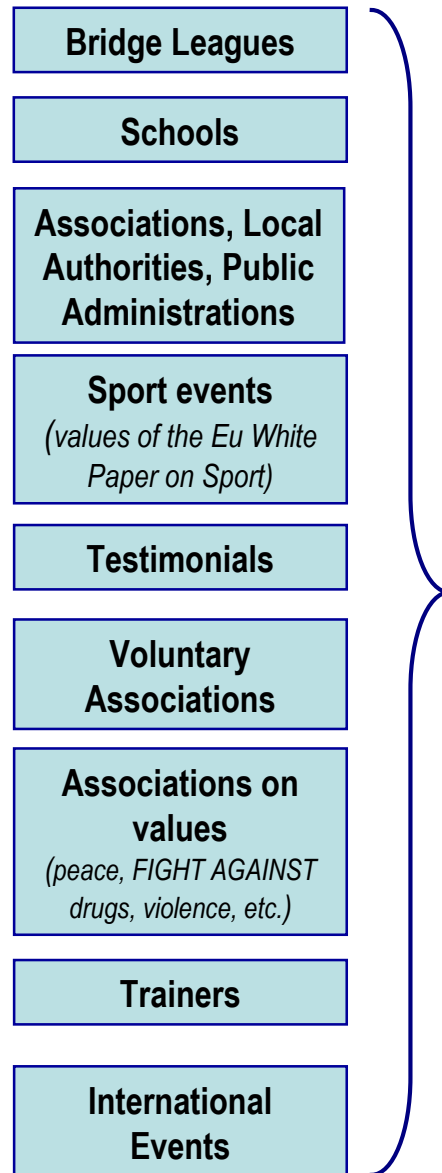 Bridge Leagues
Schools
Associations, Local
Authorities, Public
Administrations
Sport events
(values of the Eu White
Paper on Sport)
Testimonials
Voluntary
Associations
Associations on
values
(peace, FIGHT AGAINST
drugs, violence, etc.)
Trainers
International
Events